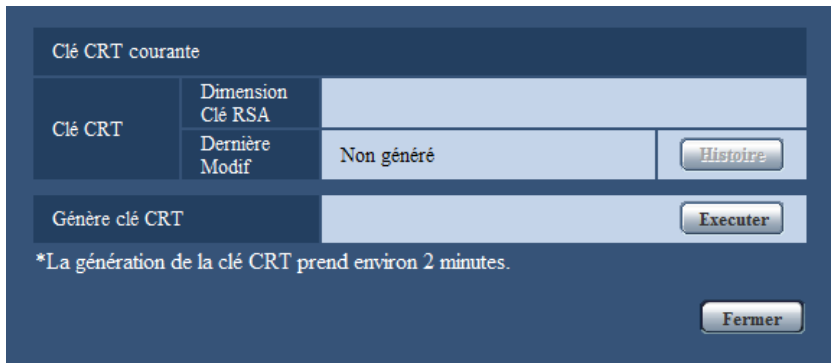 Clé CRT courante
Clé CRT
Dimension
Clé RSA
Dernière
Modif
Non généré
Histoire
Génère clé CRT
Executer
*La génération de la clé CRT prend environ 2 minutes.
Fermer